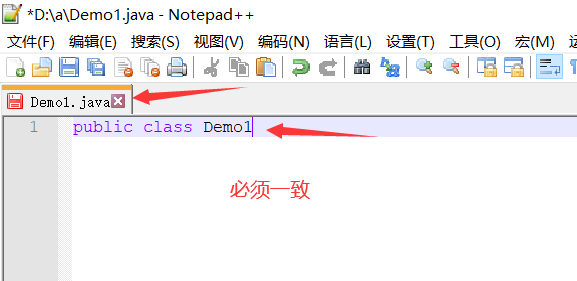 *D:\a\Demo1.java - Notepad++
文件(F) 编辑(E) 搜索(S) 视图(V) 编码(N) 语言(L) 设置(T) 工具(O) 宏(M)
Demo1.java
1 public class Demo1
必须一致